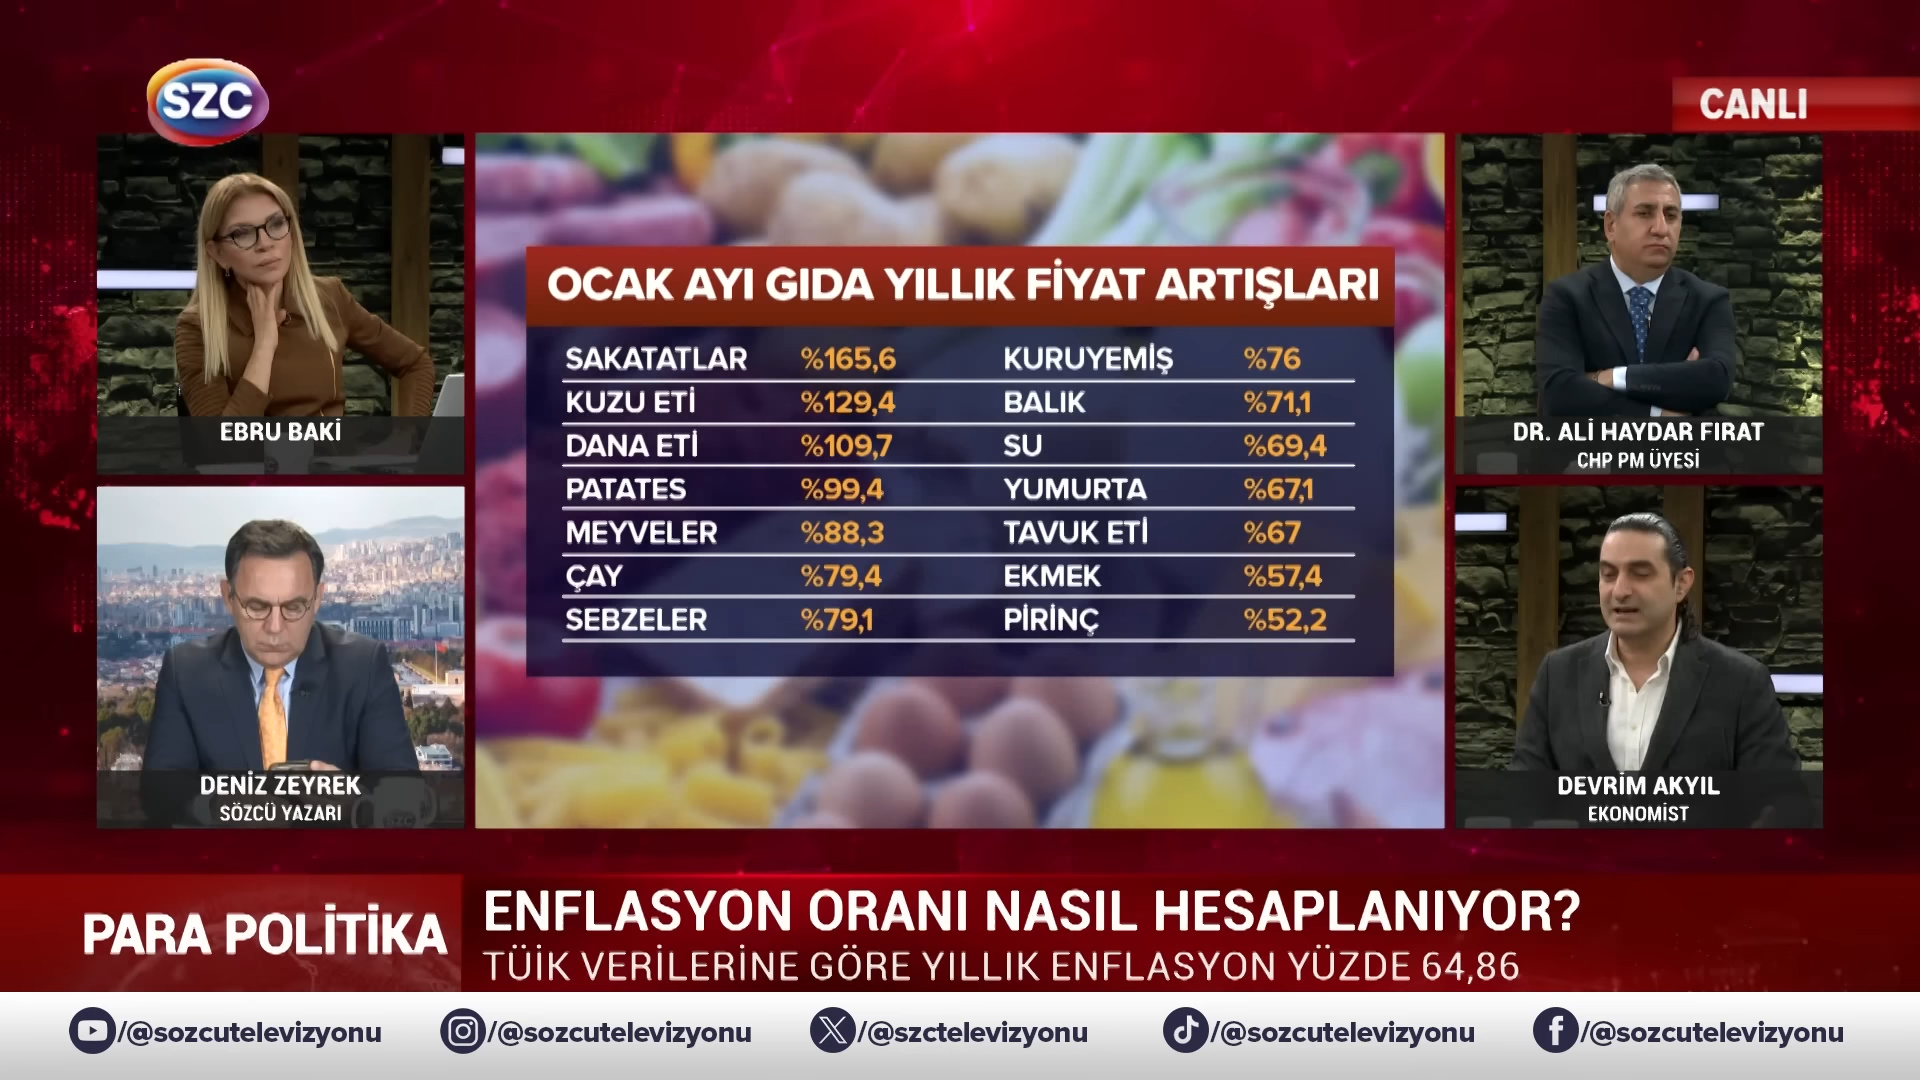 SZC
CANLI
EBRU BAKİ
DENİZ ZEYREK
SÖZCÜ YAZARI
OCAK AYI GIDA YILLIK FİYAT ARTIŞLARI
SAKATATLAR %165,6 KURUYEMİŞ %76
KUZU ETİ %129,4 BALIK %71,1
DANA ETİ %109,7 SU %69,4
PATATES %99,4 YUMURTA %67,1
MEYVELER %88,3 TAVUK ETİ %67
ÇAY %79,4 EKMEK %57,4
SEBZELER %79,1 PİRİNÇ %52,2
DR. ALİ HAYDAR FIRAT
CHP PM ÜYESİ
DEVRİM AKYIL
EKONOMİST
PARA POLİTİKA
ENFLASYON ORANI NASIL HESAPLANIYOR?
TÜİK VERİLERİNE GÖRE YILLIK ENFLASYON YÜZDE 64,86
/@sozcutelevizyonu /@sozcutelevizyonu /@szctelevizyonu /@sozcutelevizyonu /@sozcutelevizyonu